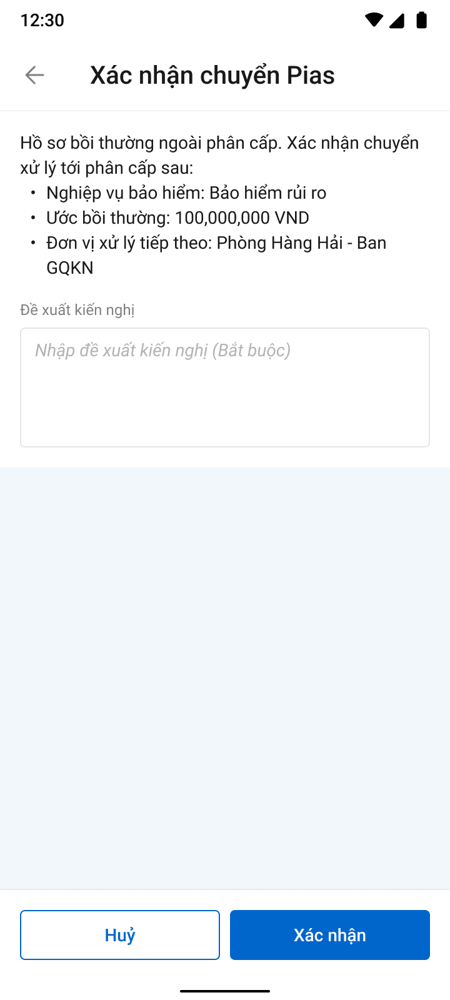 12:30
Xác nhận chuyển Pias
Hồ sơ bồi thường ngoài phân cấp. Xác nhận chuyển
xử lý tới phân cấp sau:
• Nghiệp vụ bảo hiểm: Bảo hiểm rủi ro
• Ước bồi thường: 100,000,000 VND
• Đơn vị xử lý tiếp theo: Phòng Hàng Hải - Ban
GQKN
Đề xuất kiến nghị
Nhập đề xuất kiến nghị (Bắt buộc)
Huỷ
Xác nhận